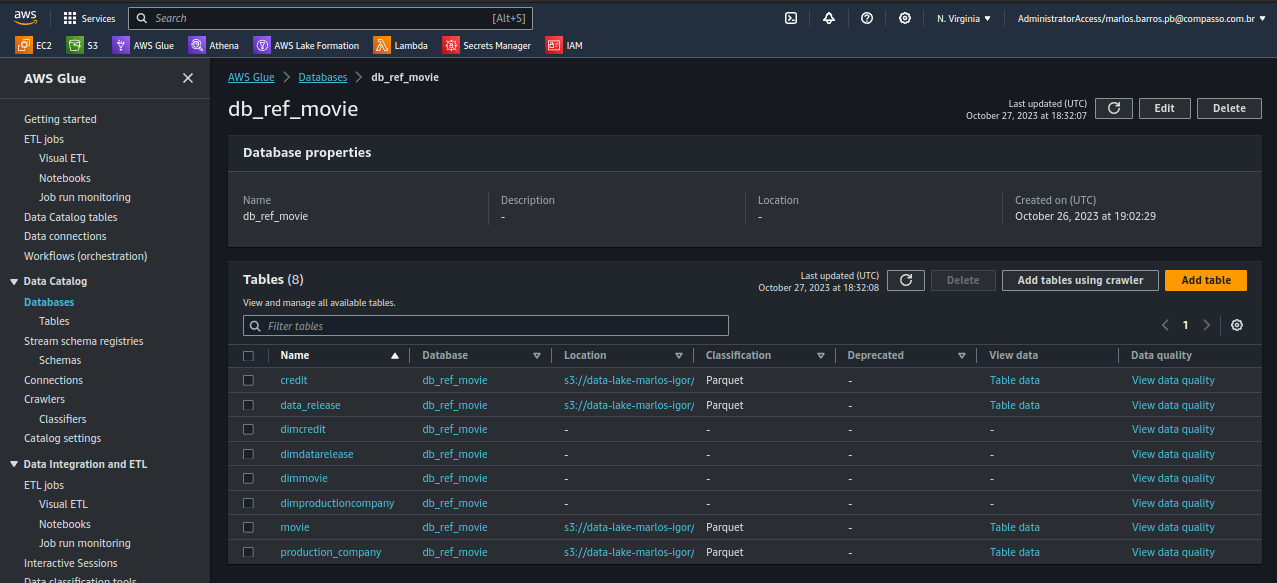 aws Services Search [Alt+S] N. Virginia AdministratorAccess/marlos.barros.pb@compasso.com.br
EC2 S3 AWS Glue Athena AWS Lake Formation Lambda Secrets Manager IAM
AWS Glue
Getting started
ETL jobs
Visual ETL
Notebooks
Job run monitoring
Data Catalog tables
Data connections
Workflows (orchestration)
Data Catalog
Databases
Tables
Stream schema registries
Schemas
Connections
Crawlers
Classifiers
Catalog settings
Data Integration and ETL
ETL jobs
Visual ETL
Notebooks
Job run monitoring
Interactive Sessions
Data classification tools
AWS Glue Databases db_ref_movie
db_ref_movie
Last updated (UTC)
October 27, 2023 at 18:32:07
Edit Delete
Database properties
Name
db_ref_movie
Description
-
Location
-
Created on (UTC)
October 26, 2023 at 19:02:29
Tables (8)
View and manage all available tables.
Last updated (UTC)
October 27, 2023 at 18:32:08
Delete Add tables using crawler Add table
Filter tables
1
Name Database Location Classification Deprecated View data Data quality
credit db_ref_movie s3://data-lake-marlos-igor/ Parquet - Table data View data quality
data_release db_ref_movie s3://data-lake-marlos-igor/ Parquet - Table data View data quality
dimcredit db_ref_movie - - - - View data quality
dimdatarelease db_ref_movie - - - - View data quality
dimmovie db_ref_movie - - - - View data quality
dimproductioncompany db_ref_movie - - - - View data quality
movie db_ref_movie s3://data-lake-marlos-igor/ Parquet - Table data View data quality
production_company db_ref_movie s3://data-lake-marlos-igor/ Parquet - Table data View data quality